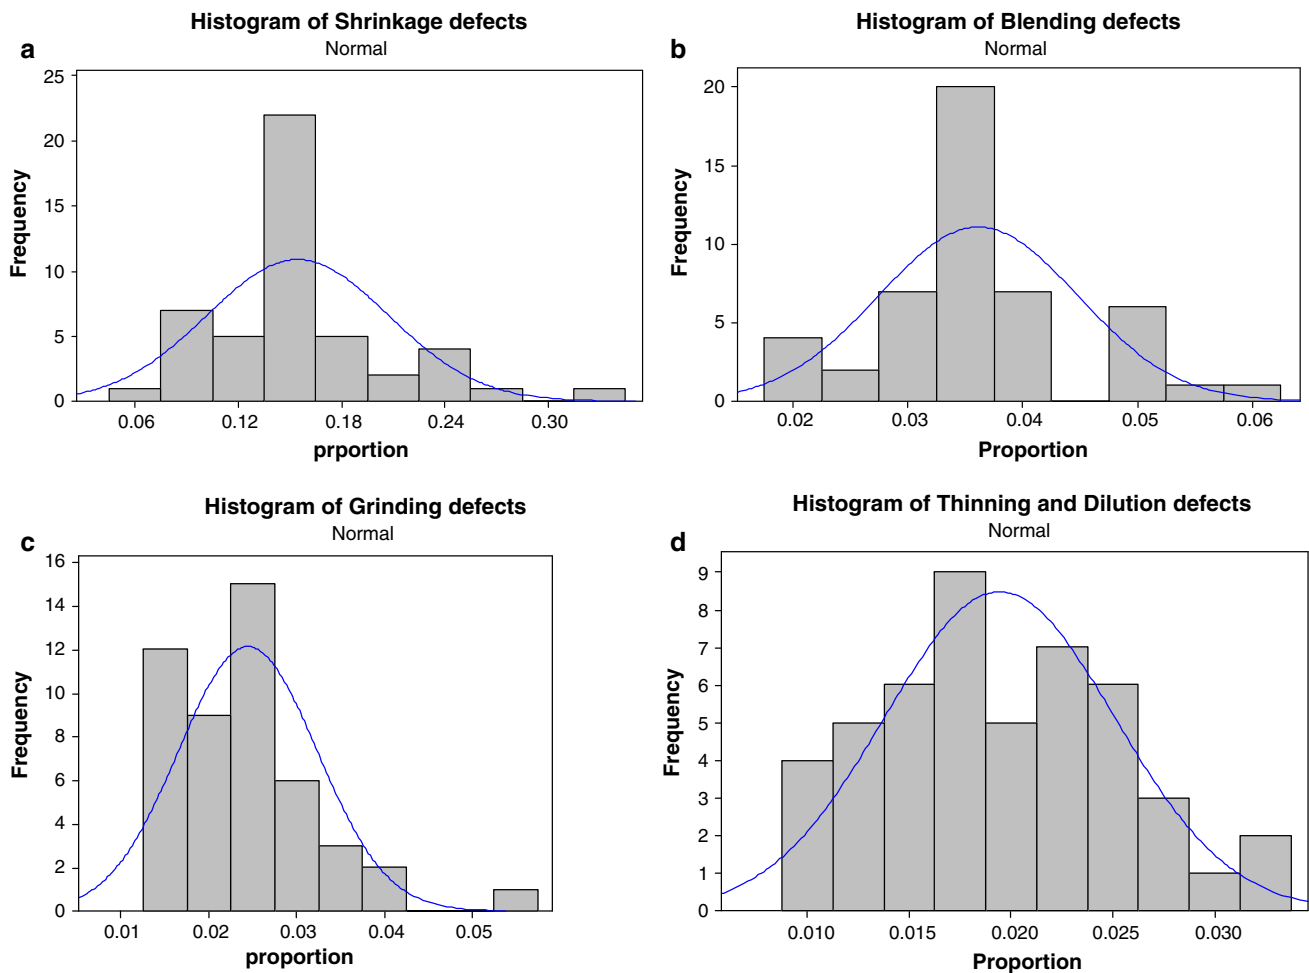 Histogram of Shrinkage defects
a
Normal
25
20
15
10
5
0
Frequency
0.06 0.12 0.18 0.24 0.30
prportion
Histogram of Blending defects
b
Normal
20
15
10
5
0
Frequency
0.02 0.03 0.04 0.05 0.06
Proportion
Histogram of Grinding defects
c
Normal
16
14
12
10
8
6
4
2
0
Frequency
0.01 0.02 0.03 0.04 0.05
proportion
Histogram of Thinning and Dilution defects
d
Normal
9
8
7
6
5
4
3
2
1
0
Frequency
0.010 0.015 0.020 0.025 0.030
Proportion